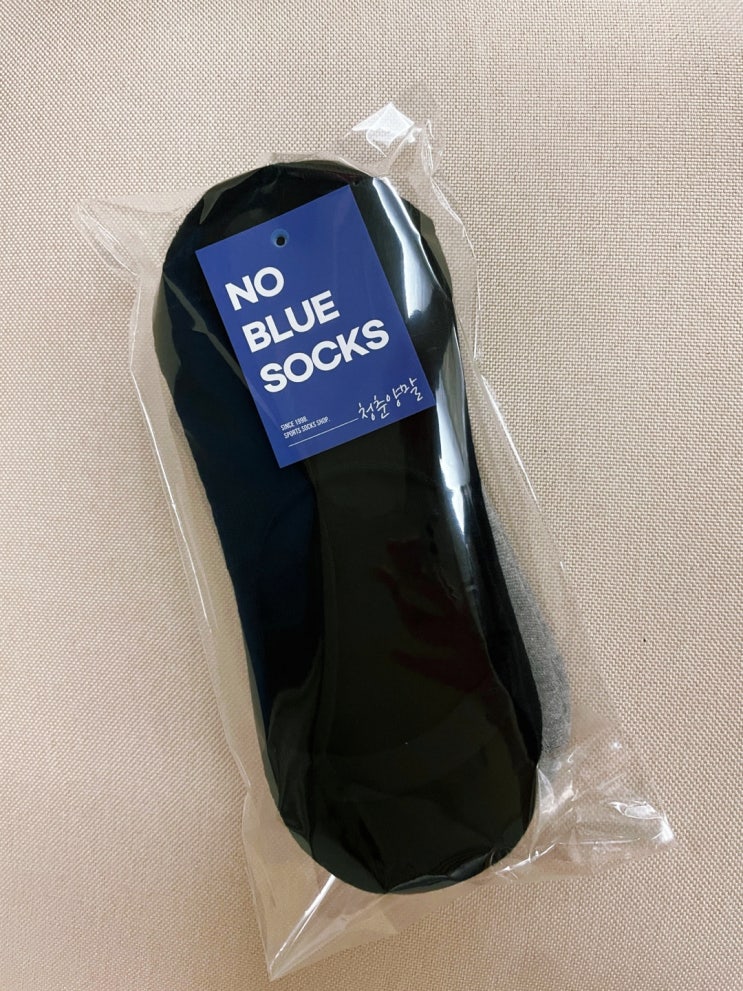 NO
BLUE
SOCKS
SINCE 1998.
SPORTS SOCKS SHOP.
청춘양말